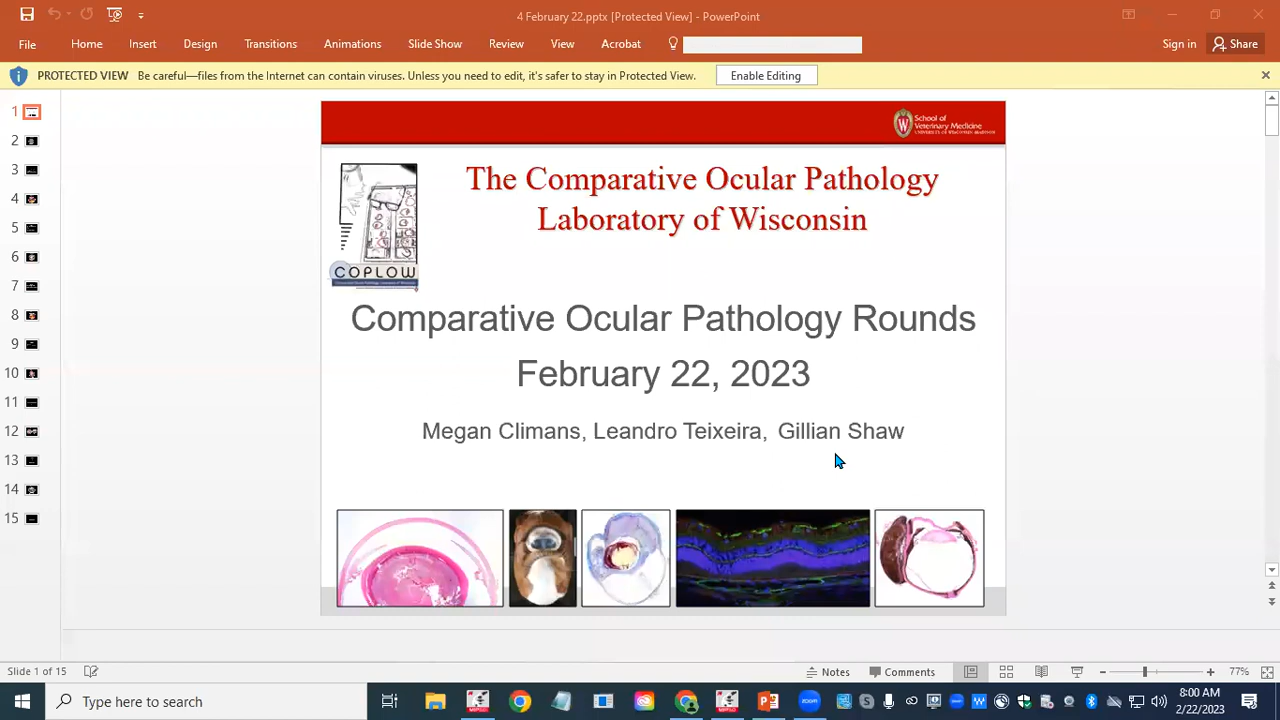 4 February 22.pptx [Protected View] - PowerPoint
File Home Insert Design Transitions Animations Slide Show Review View Acrobat Sign in Share
PROTECTED VIEW Be careful—files from the Internet can contain viruses. Unless you need to edit, it's safer to stay in Protected View. Enable Editing
1
2
3
4
5
6
7
8
9
10
11
12
13
14
15
W School of
Veterinary Medicine
UNIVERSITY OF WISCONSIN-MADISON
The Comparative Ocular Pathology
Laboratory of Wisconsin
COPLOW
Comparative Ocular Pathology Rounds
February 22, 2023
Megan Climans, Leandro Teixeira, Gillian Shaw
Slide 1 of 15 Notes Comments 77%
Type here to search
zoom
8:00 AM
2/22/2023